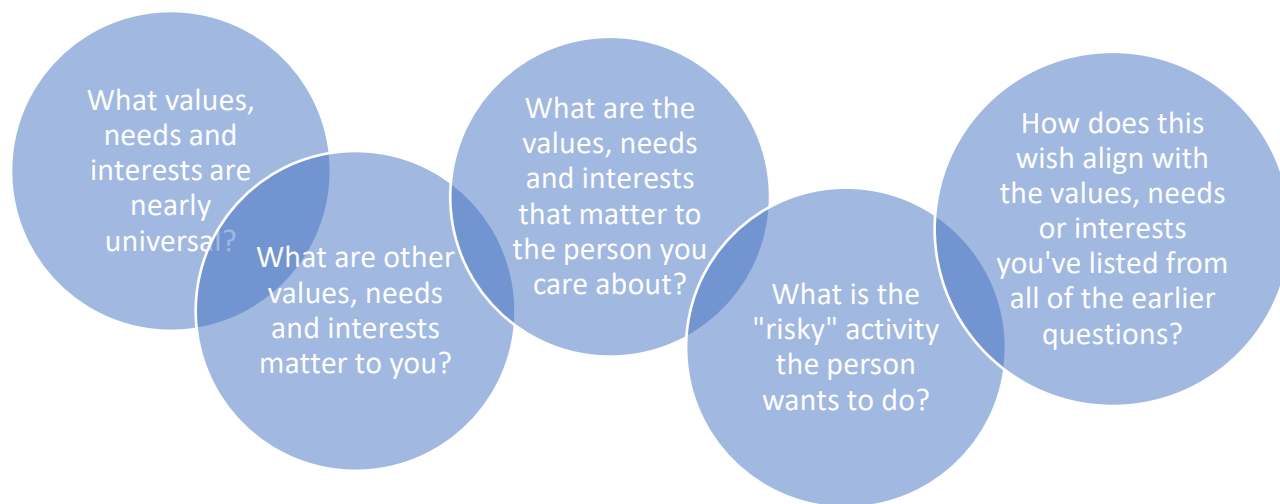 What values,
needs and
interests are
nearly
universal?
What are other
values, needs
and interests
matter to you?
What are the
values, needs
and interests
that matter to
the person you
care about?
What is the
"risky" activity
the person
wants to do?
How does this
wish align with
the values, needs
or interests
you've listed from
all of the earlier
questions?